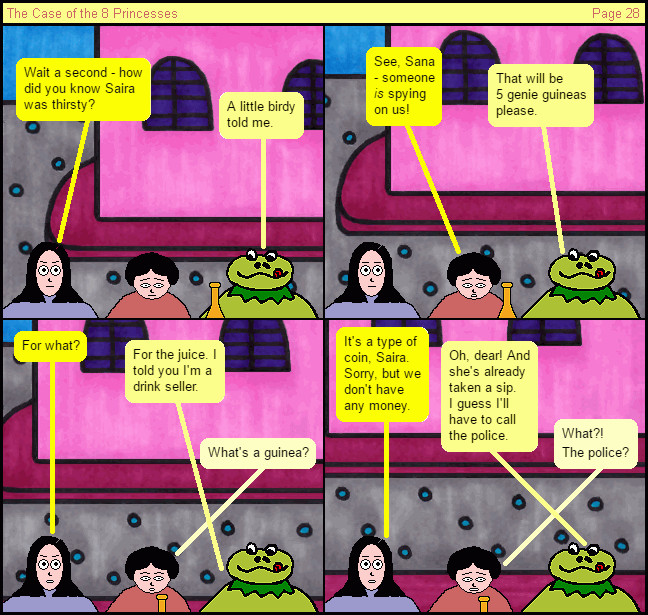 The Case of the 8 Princesses
Page 28
Wait a second - how
did you know Saira
was thirsty?
A little birdy
told me.
See, Sana
- someone
is spying
on us!
That will be
5 genie guineas
please.
For what?
For the juice. I
told you I'm a
drink seller.
What's a guinea?
It's a type of
coin, Saira.
Sorry, but we
don't have
any money.
Oh, dear! And
she's already
taken a sip.
I guess I'll
have to call
the police.
What?!
The police?